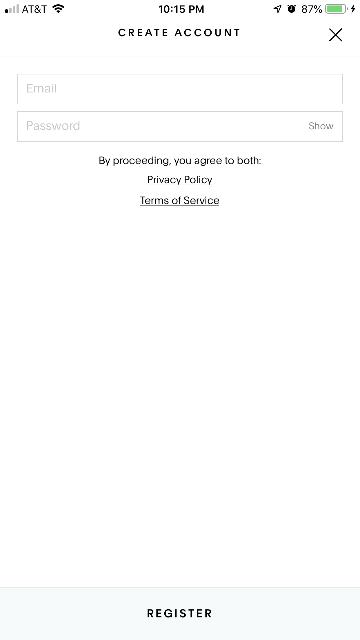 AT&T 10:15 PM 87%
CREATE ACCOUNT
Email
Password Show
By proceeding, you agree to both:
Privacy Policy
Terms of Service
REGISTER